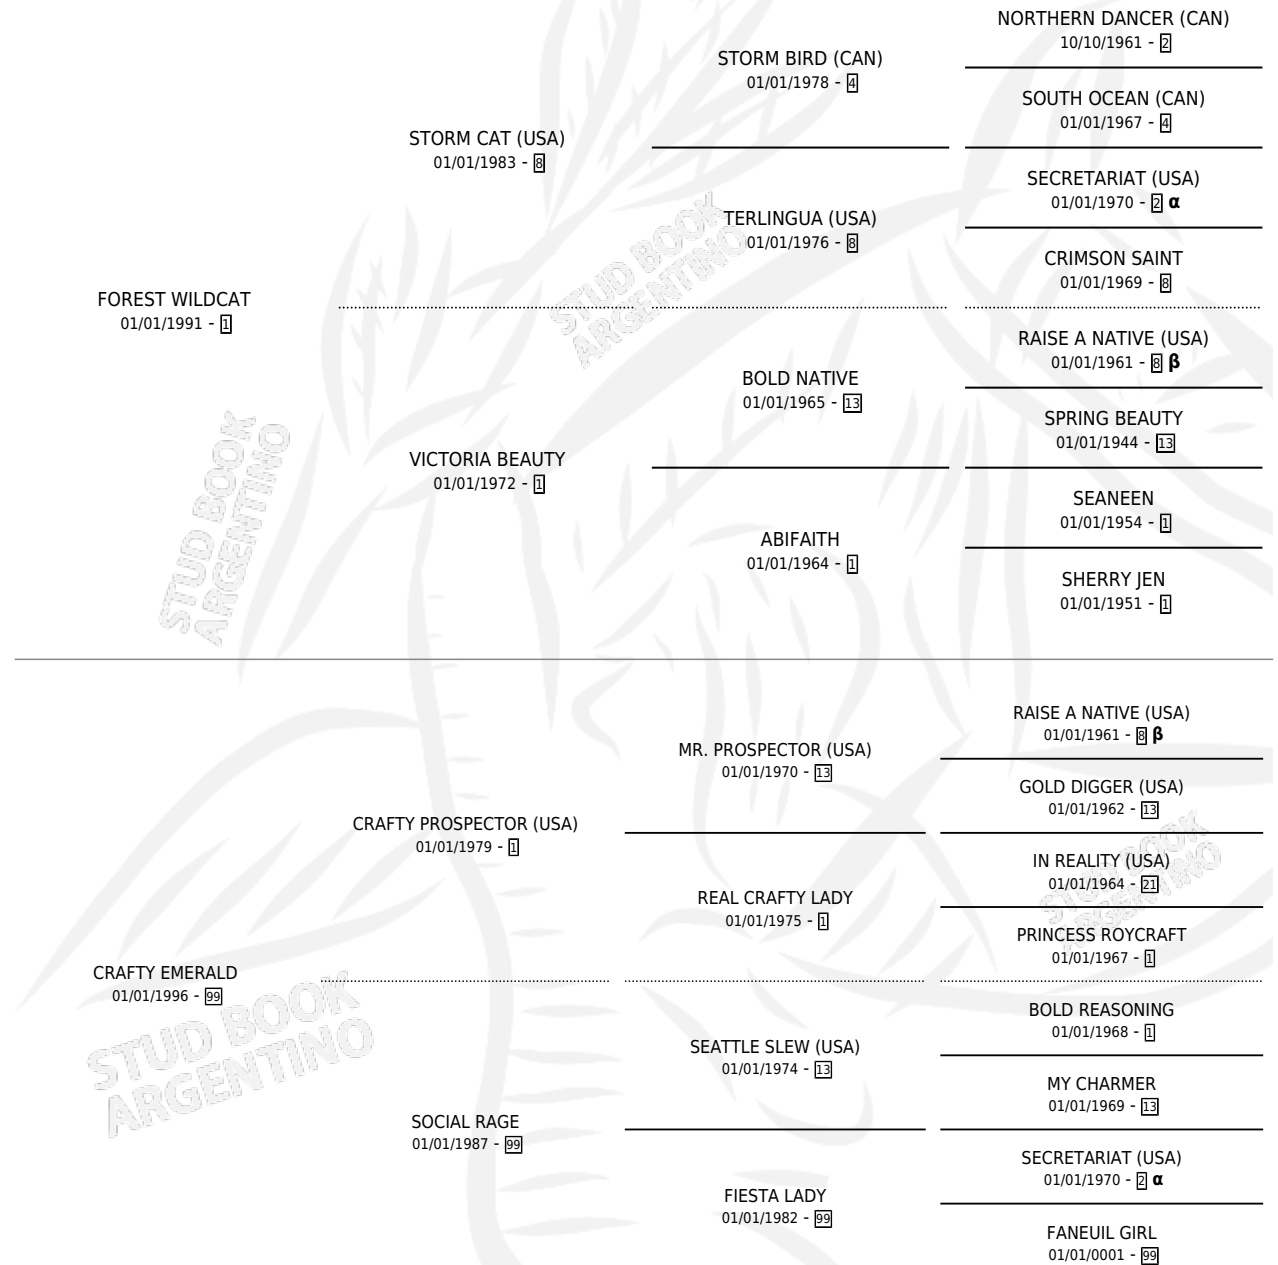 NORTHERN DANCER (CAN)
10/10/1961 - 2
STORM BIRD (CAN)
01/01/1978 - 4
SOUTH OCEAN (CAN)
01/01/1967 - 4
STORM CAT (USA)
01/01/1983 - 8
SECRETARIAT (USA)
01/01/1970 - 2 α
TERLINGUA (USA)
01/01/1976 - 8
CRIMSON SAINT
01/01/1969 - 8
FOREST WILDCAT
01/01/1991 - 1
RAISE A NATIVE (USA)
01/01/1961 - 8 β
BOLD NATIVE
01/01/1965 - 13
SPRING BEAUTY
01/01/1944 - 13
VICTORIA BEAUTY
01/01/1972 - 1
SEANEEN
01/01/1954 - 1
ABIFAITH
01/01/1964 - 1
SHERRY JEN
01/01/1951 - 1
RAISE A NATIVE (USA)
01/01/1961 - 8 β
MR. PROSPECTOR (USA)
01/01/1970 - 13
GOLD DIGGER (USA)
01/01/1962 - 13
CRAFTY PROSPECTOR (USA)
01/01/1979 - 1
IN REALITY (USA)
01/01/1964 - 21
REAL CRAFTY LADY
01/01/1975 - 1
PRINCESS ROYCRAFT
01/01/1967 - 1
CRAFTY EMERALD
01/01/1996 - 99
BOLD REASONING
01/01/1968 - 1
SEATTLE SLEW (USA)
01/01/1974 - 13
MY CHARMER
01/01/1969 - 13
SOCIAL RAGE
01/01/1987 - 99
SECRETARIAT (USA)
01/01/1970 - 2 α
FIESTA LADY
01/01/1982 - 99
FANEUIL GIRL
01/01/0001 - 99
STUD BOOK
ARGENTINO
STUD BOOK
ARGENTINO
STUD BOOK
ARGENTINO
STUD BOOK
ARGENTINO